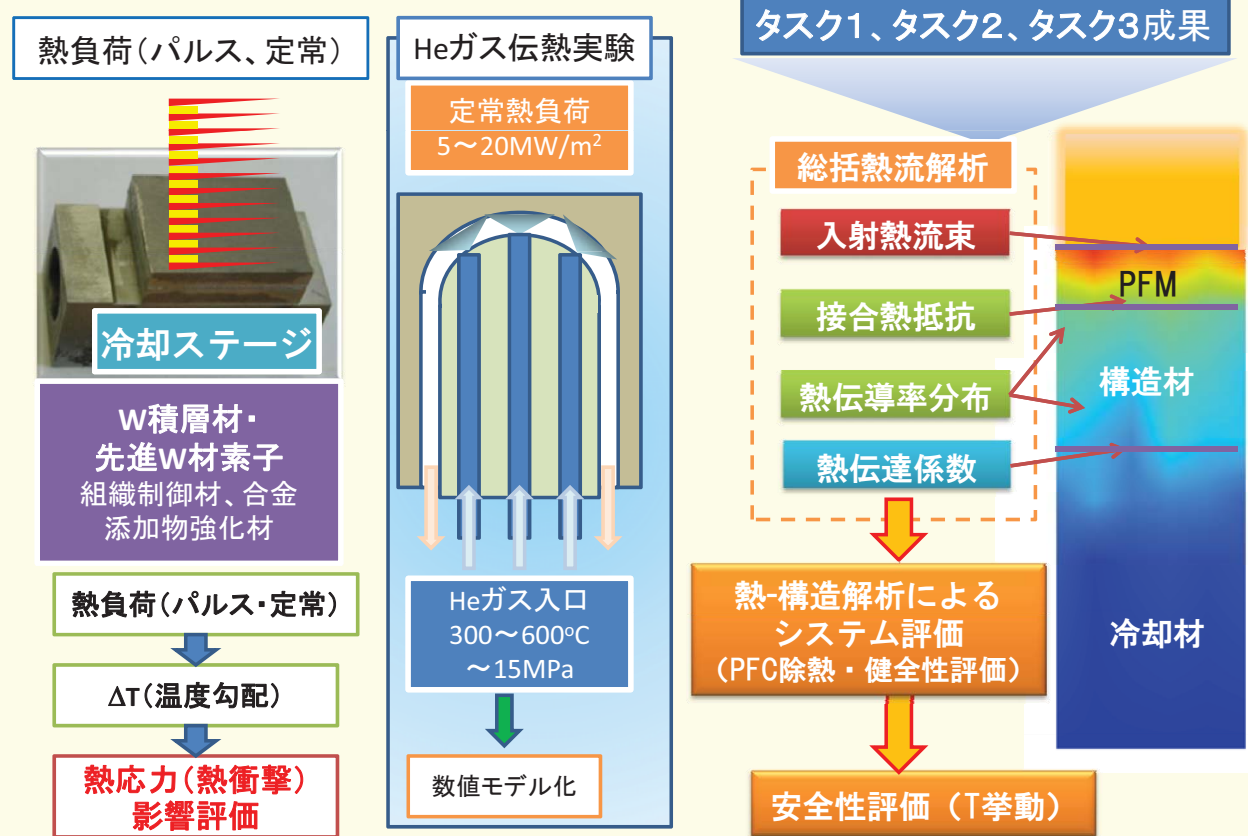 熱負荷(パルス、定常)
冷却ステージ
W積層材・
先進W材素子
組織制御材、合金
添加物強化材
熱負荷(パルス・定常)
ΔT(温度勾配)
熱応力(熱衝撃)
影響評価
Heガス伝熱実験
定常熱負荷
5～20MW/m²
Heガス入口
300～600ºC
～15MPa
数値モデル化
タスク1、タスク2、タスク3成果
総括熱流解析
入射熱流束
接合熱抵抗
熱伝導率分布
熱伝達係数
PFM
構造材
冷却材
熱-構造解析による
システム評価
(PFC除熱・健全性評価)
安全性評価（T挙動）